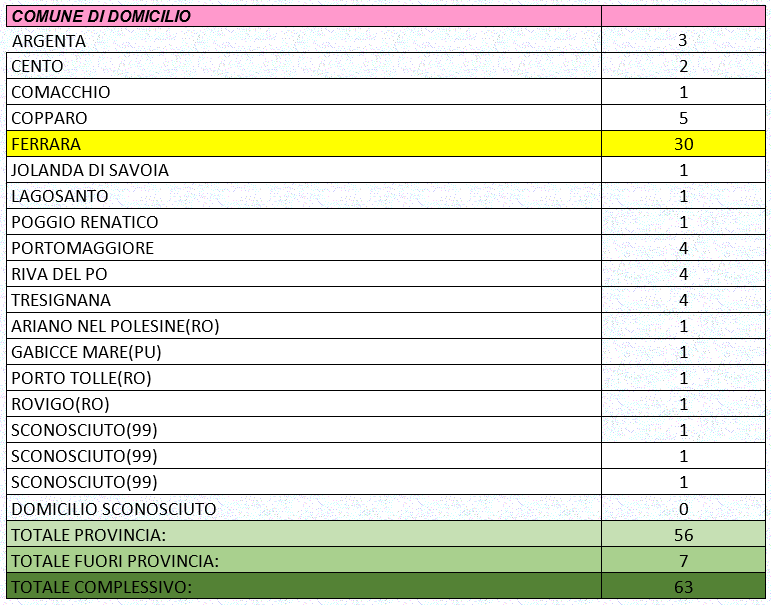 COMUNE DI DOMICILIO
ARGENTA 3
CENTO 2
COMACCHIO 1
COPPARO 5
FERRARA 30
JOLANDA DI SAVOIA 1
LAGOSANTO 1
POGGIO RENATICO 1
PORTOMAGGIORE 4
RIVA DEL PO 4
TRESIGNANA 4
ARIANO NEL POLESINE(RO) 1
GABICCE MARE(PU) 1
PORTO TOLLE(RO) 1
ROVIGO(RO) 1
SCONOSCIUTO(99) 1
SCONOSCIUTO(99) 1
SCONOSCIUTO(99) 1
DOMICILIO SCONOSCIUTO 0
TOTALE PROVINCIA: 56
TOTALE FUORI PROVINCIA: 7
TOTALE COMPLESSIVO: 63